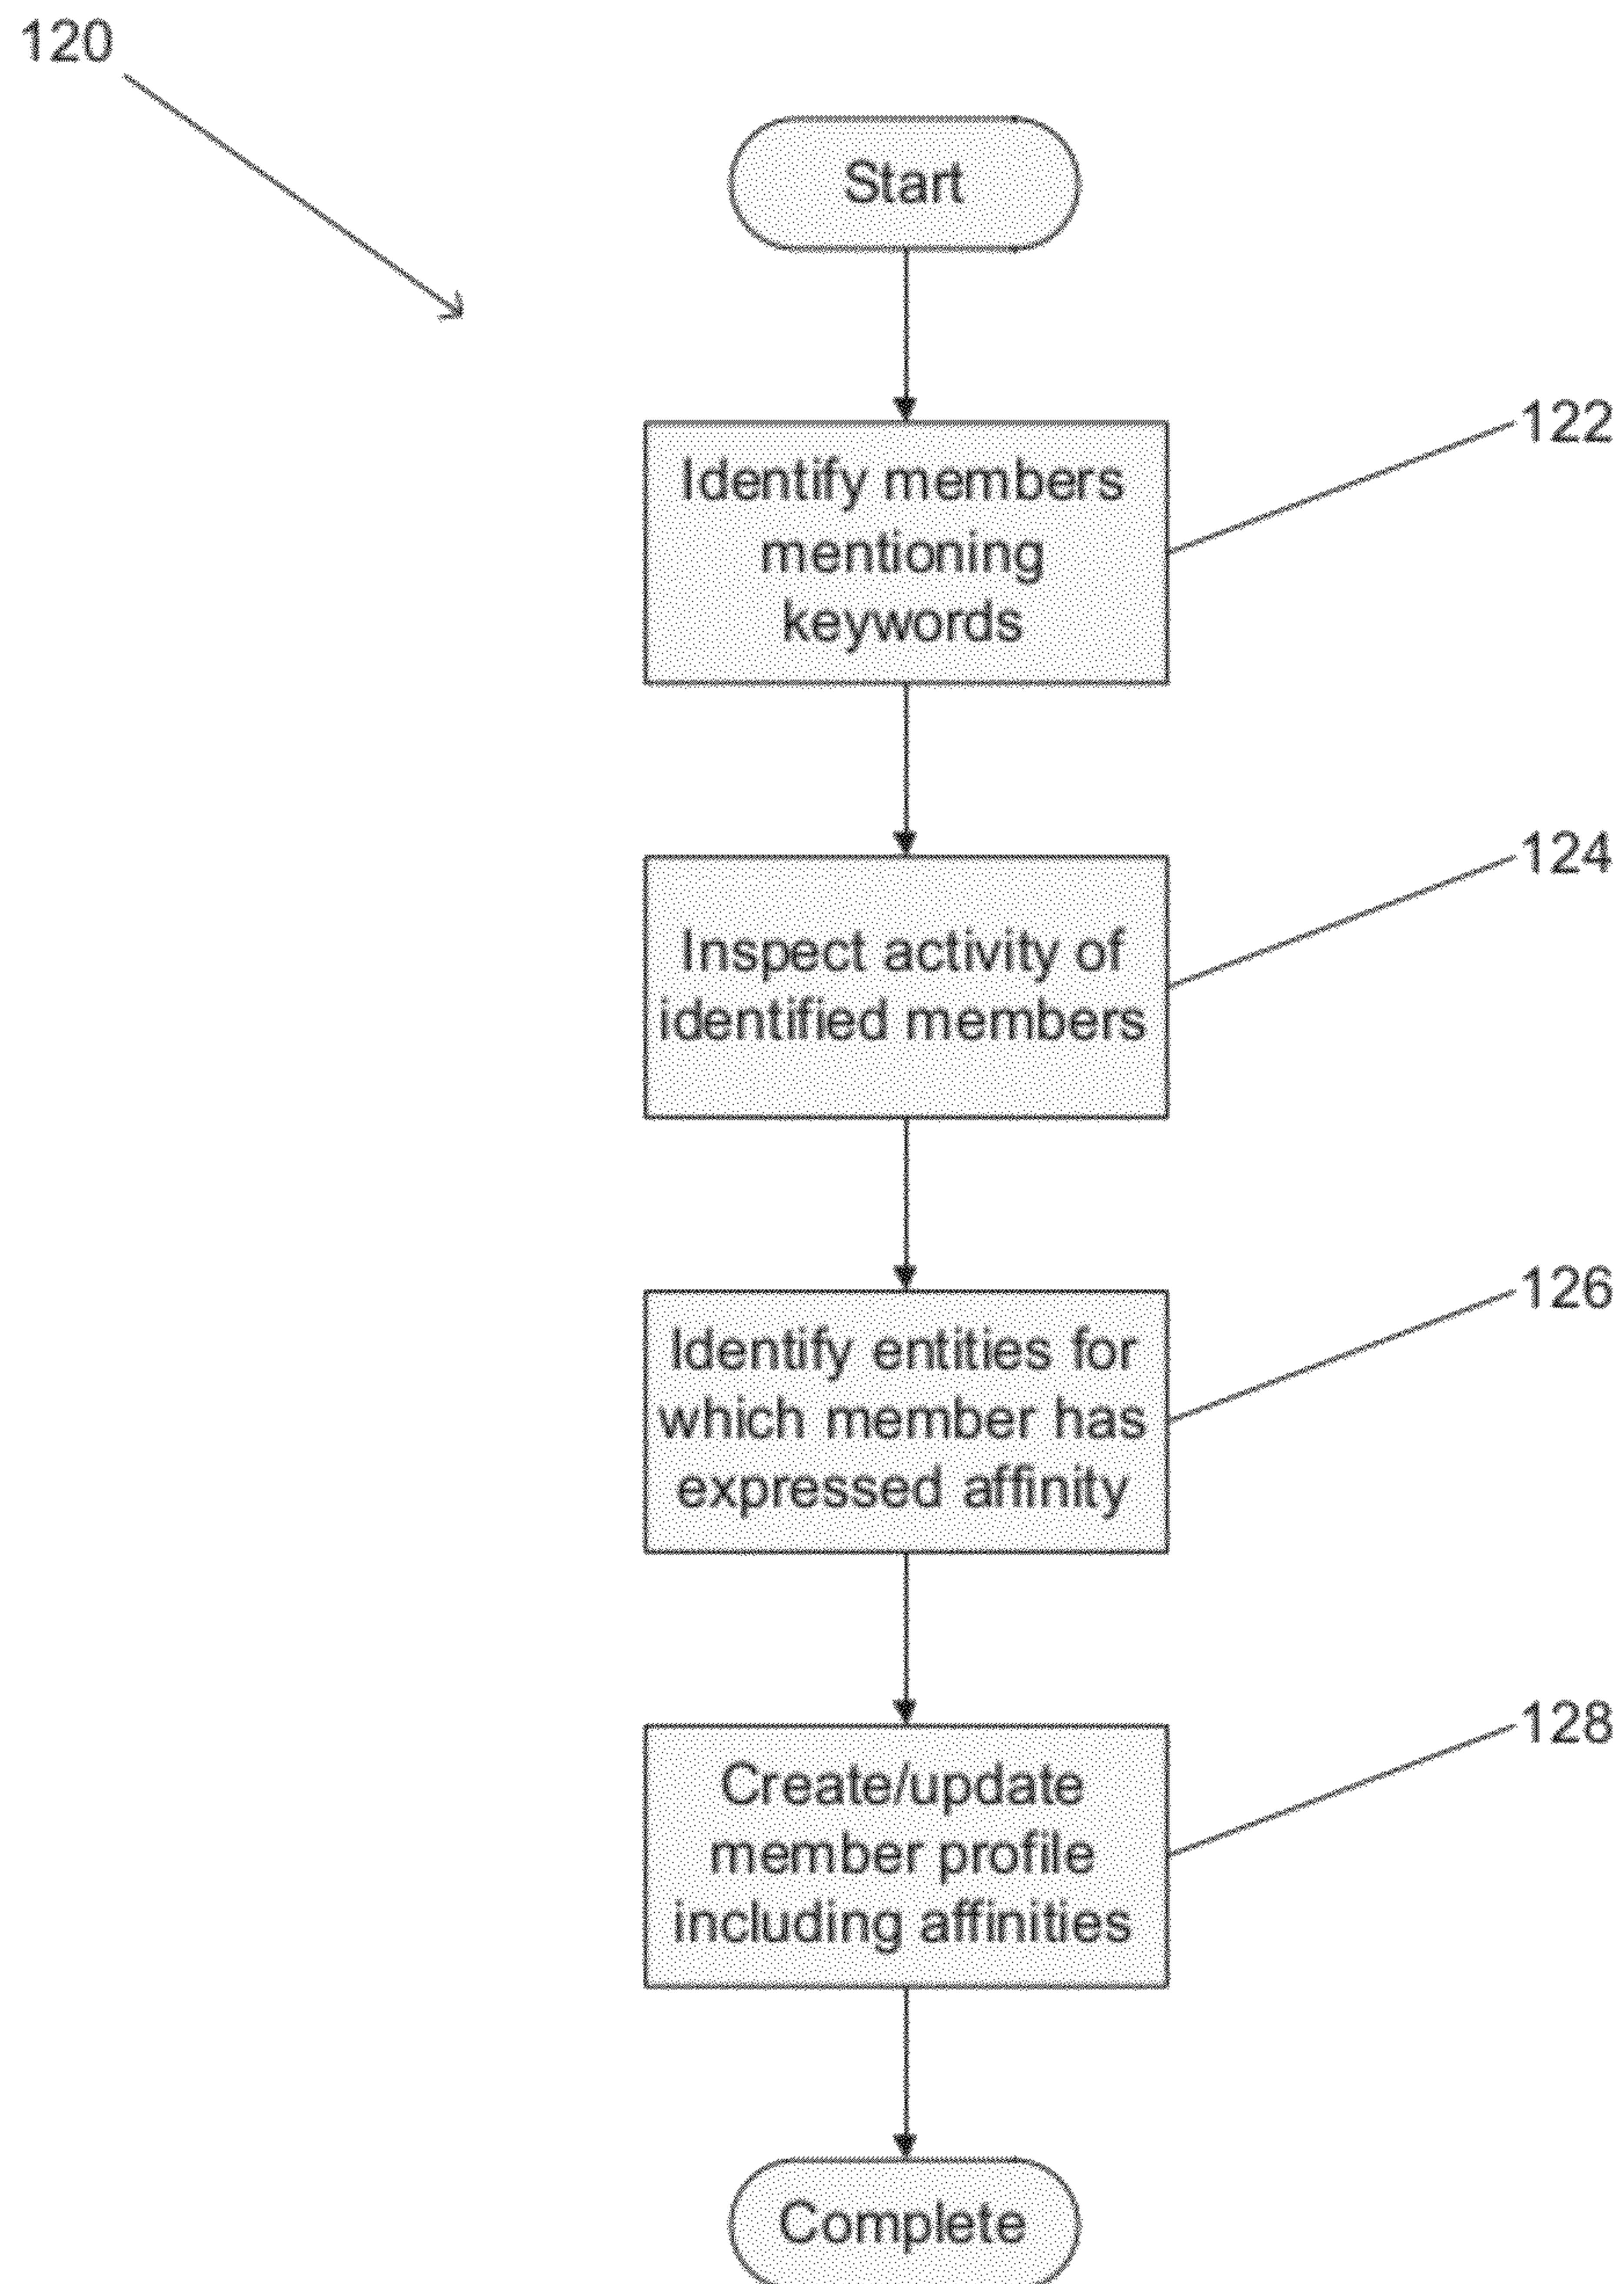 120
Start
Identify members
mentioning
keywords
122
Inspect activity of
identified members
124
Identify entities for
which member has
expressed affinity
126
Create/update
member profile
including affinities
128
Complete